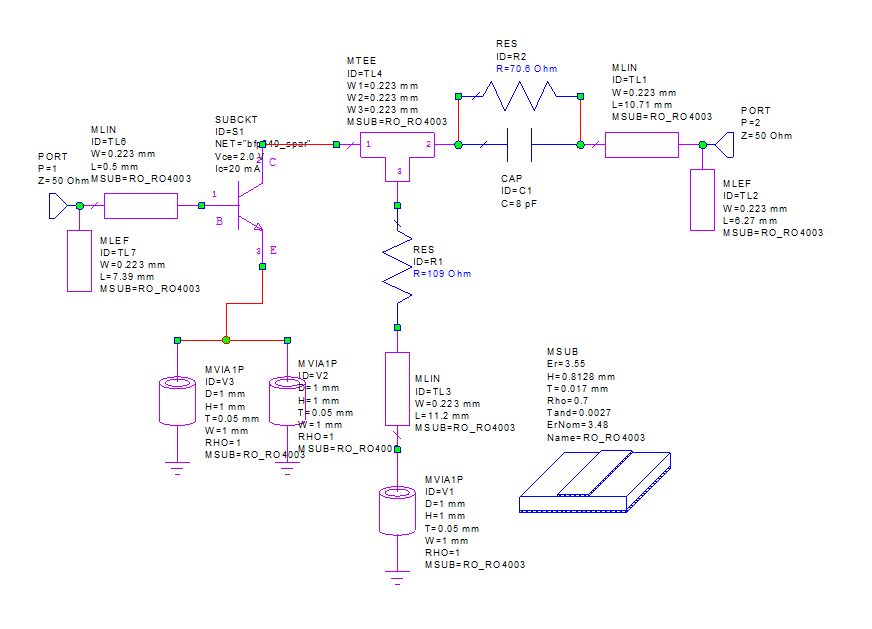 RES
ID=R2
R=70.6 Ohm
MTEE
ID=TL4
W1=0.223 mm
W2=0.223 mm
W3=0.223 mm
MSUB=RO_RO4003
MLIN
ID=TL1
W=0.223 mm
L=10.71 mm
MSUB=RO_RO4003
PORT
P=2
Z=50 Ohm
SUBCKT
ID=S1
Vce=2.0 V
Ic=20 mA
MLIN
ID=TL6
W=0.223 mm
L=0.5 mm
MSUB=RO_RO4003
PORT
P=1
Z=50 Ohm
1
2
3
2
C
1
B
3
E
CAP
ID=C1
C=8 pF
MLEF
ID=TL2
W=0.223 mm
L=6.27 mm
MSUB=RO_RO4003
MLEF
ID=TL7
W=0.223 mm
L=7.39 mm
MSUB=RO_RO4003
RES
ID=R1
R=109 Ohm
MVIA1P
ID=V3
D=1 mm
H=1 mm
T=0.05 mm
W=1 mm
RHO=1
MSUB=RO_RO4003
MVIA1P
ID=V2
D=1 mm
H=1 mm
T=0.05 mm
W=1 mm
RHO=1
MSUB=RO_RO4003
MLIN
ID=TL3
W=0.223 mm
L=11.2 mm
MSUB=RO_RO4003
MSUB
Er=3.55
H=0.8128 mm
T=0.017 mm
Rho=0.7
Tand=0.0027
ErNom=3.48
Name=RO_RO4003
MVIA1P
ID=V1
D=1 mm
H=1 mm
T=0.05 mm
W=1 mm
RHO=1
MSUB=RO_RO4003